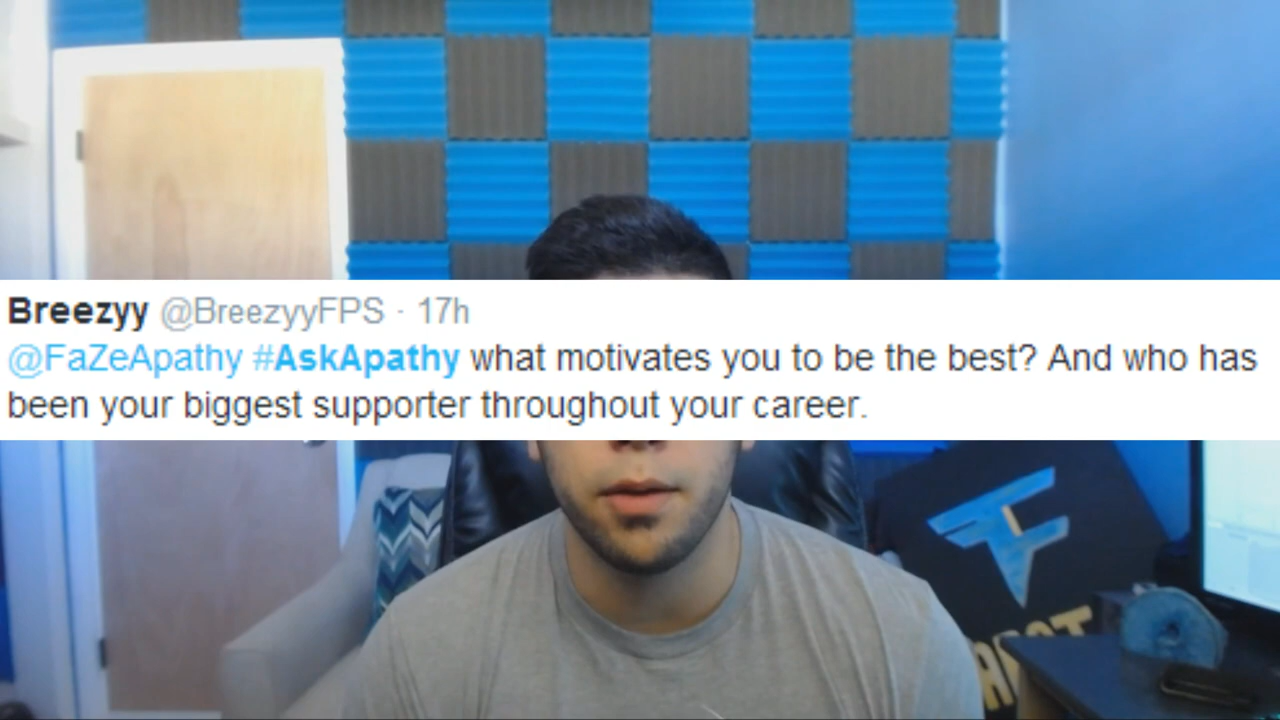 Breezyy @BreezyyFPS · 17h
@FaZeApathy #AskApathy what motivates you to be the best? And who has
been your biggest supporter throughout your career.